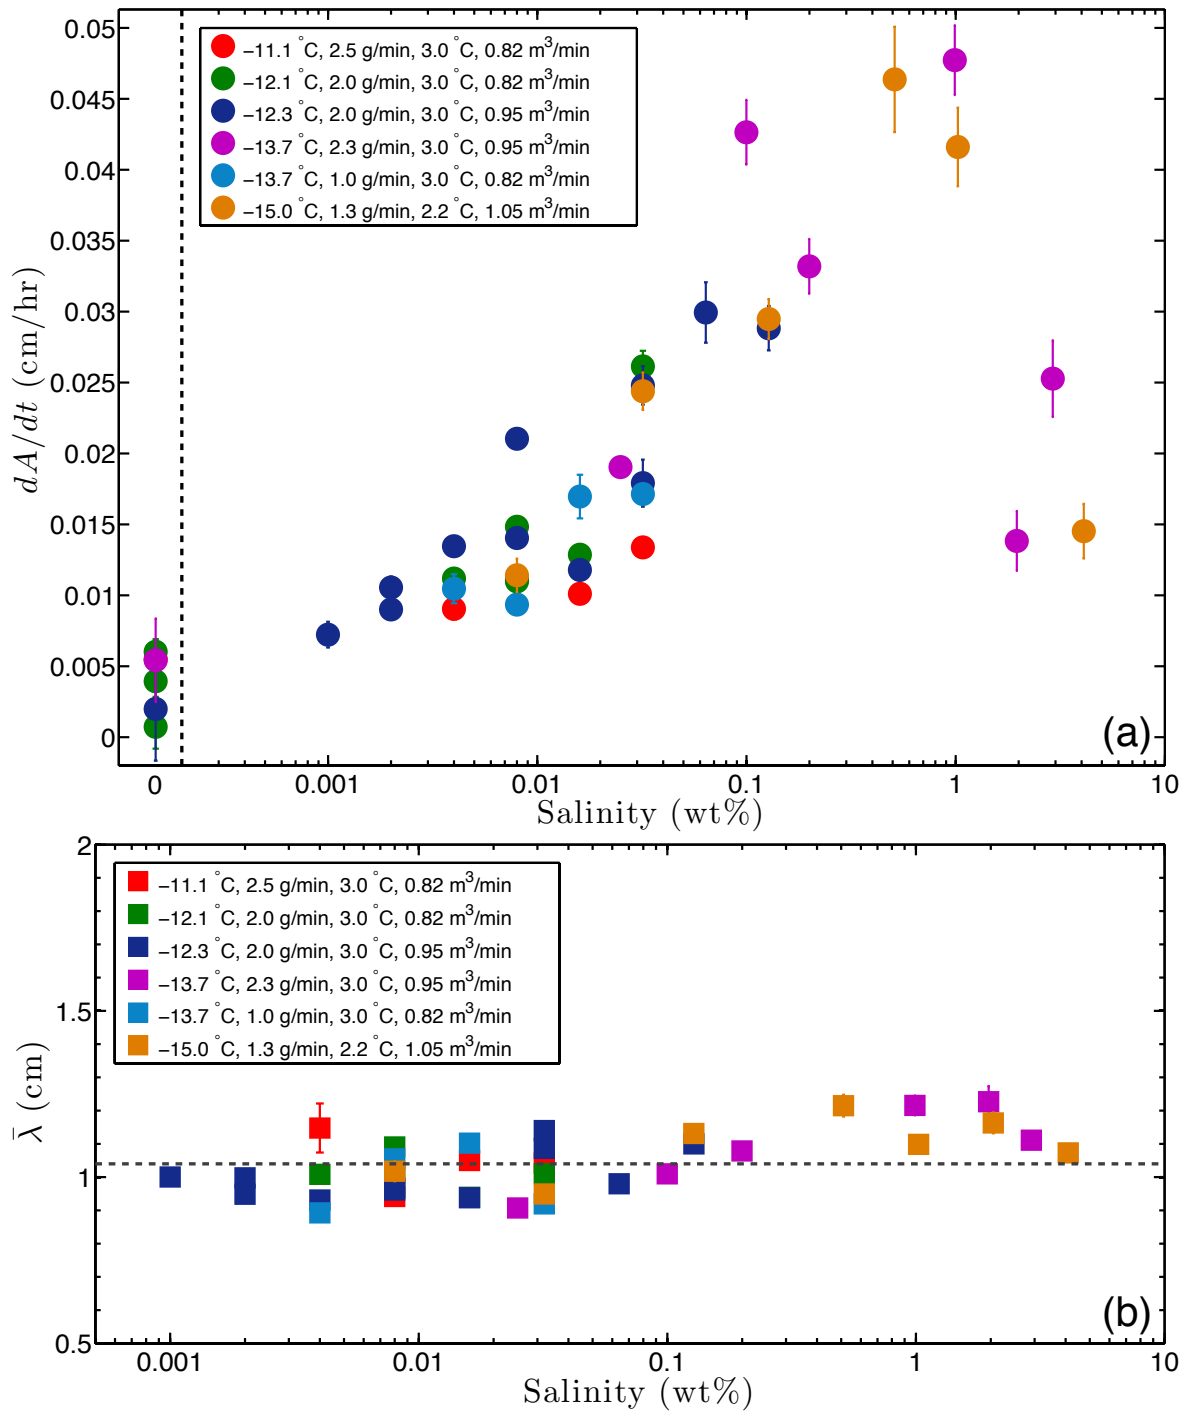 0.05
0.045
0.04
0.035
0.03
0.025
0.02
0.015
0.01
0.005
0
dA/dt (cm/hr)
−11.1 °C, 2.5 g/min, 3.0 °C, 0.82 m³/min
−12.1 °C, 2.0 g/min, 3.0 °C, 0.82 m³/min
−12.3 °C, 2.0 g/min, 3.0 °C, 0.95 m³/min
−13.7 °C, 2.3 g/min, 3.0 °C, 0.95 m³/min
−13.7 °C, 1.0 g/min, 3.0 °C, 0.82 m³/min
−15.0 °C, 1.3 g/min, 2.2 °C, 1.05 m³/min
(a)
0 0.001 0.01 0.1 1 10
Salinity (wt%)
2
1.5
1
0.5
λ̄ (cm)
−11.1 °C, 2.5 g/min, 3.0 °C, 0.82 m³/min
−12.1 °C, 2.0 g/min, 3.0 °C, 0.82 m³/min
−12.3 °C, 2.0 g/min, 3.0 °C, 0.95 m³/min
−13.7 °C, 2.3 g/min, 3.0 °C, 0.95 m³/min
−13.7 °C, 1.0 g/min, 3.0 °C, 0.82 m³/min
−15.0 °C, 1.3 g/min, 2.2 °C, 1.05 m³/min
(b)
0.001 0.01 0.1 1 10
Salinity (wt%)